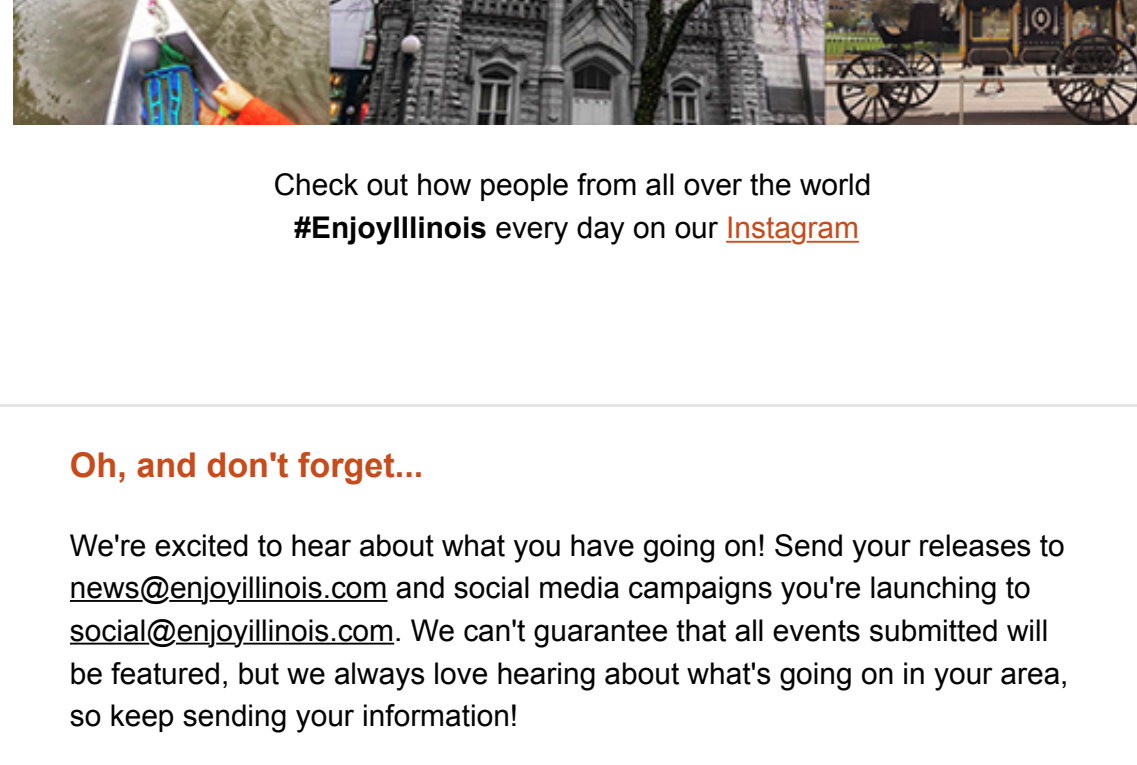 Check out how people from all over the world
#EnjoyIllinois every day on our Instagram
Oh, and don't forget...
We're excited to hear about what you have going on! Send your releases to
news@enjoyillinois.com and social media campaigns you're launching to
social@enjoyillinois.com. We can't guarantee that all events submitted will
be featured, but we always love hearing about what's going on in your area,
so keep sending your information!